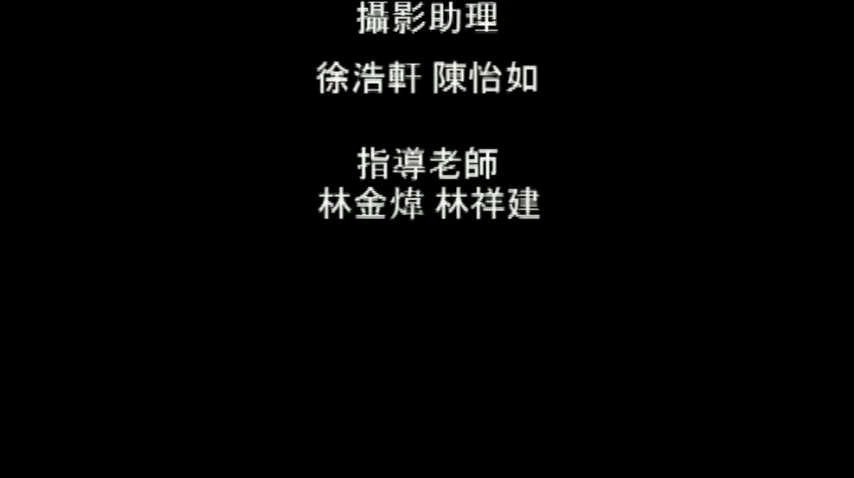 攝影助理
徐浩軒 陳怡如
指導老師
林金煒 林祥建